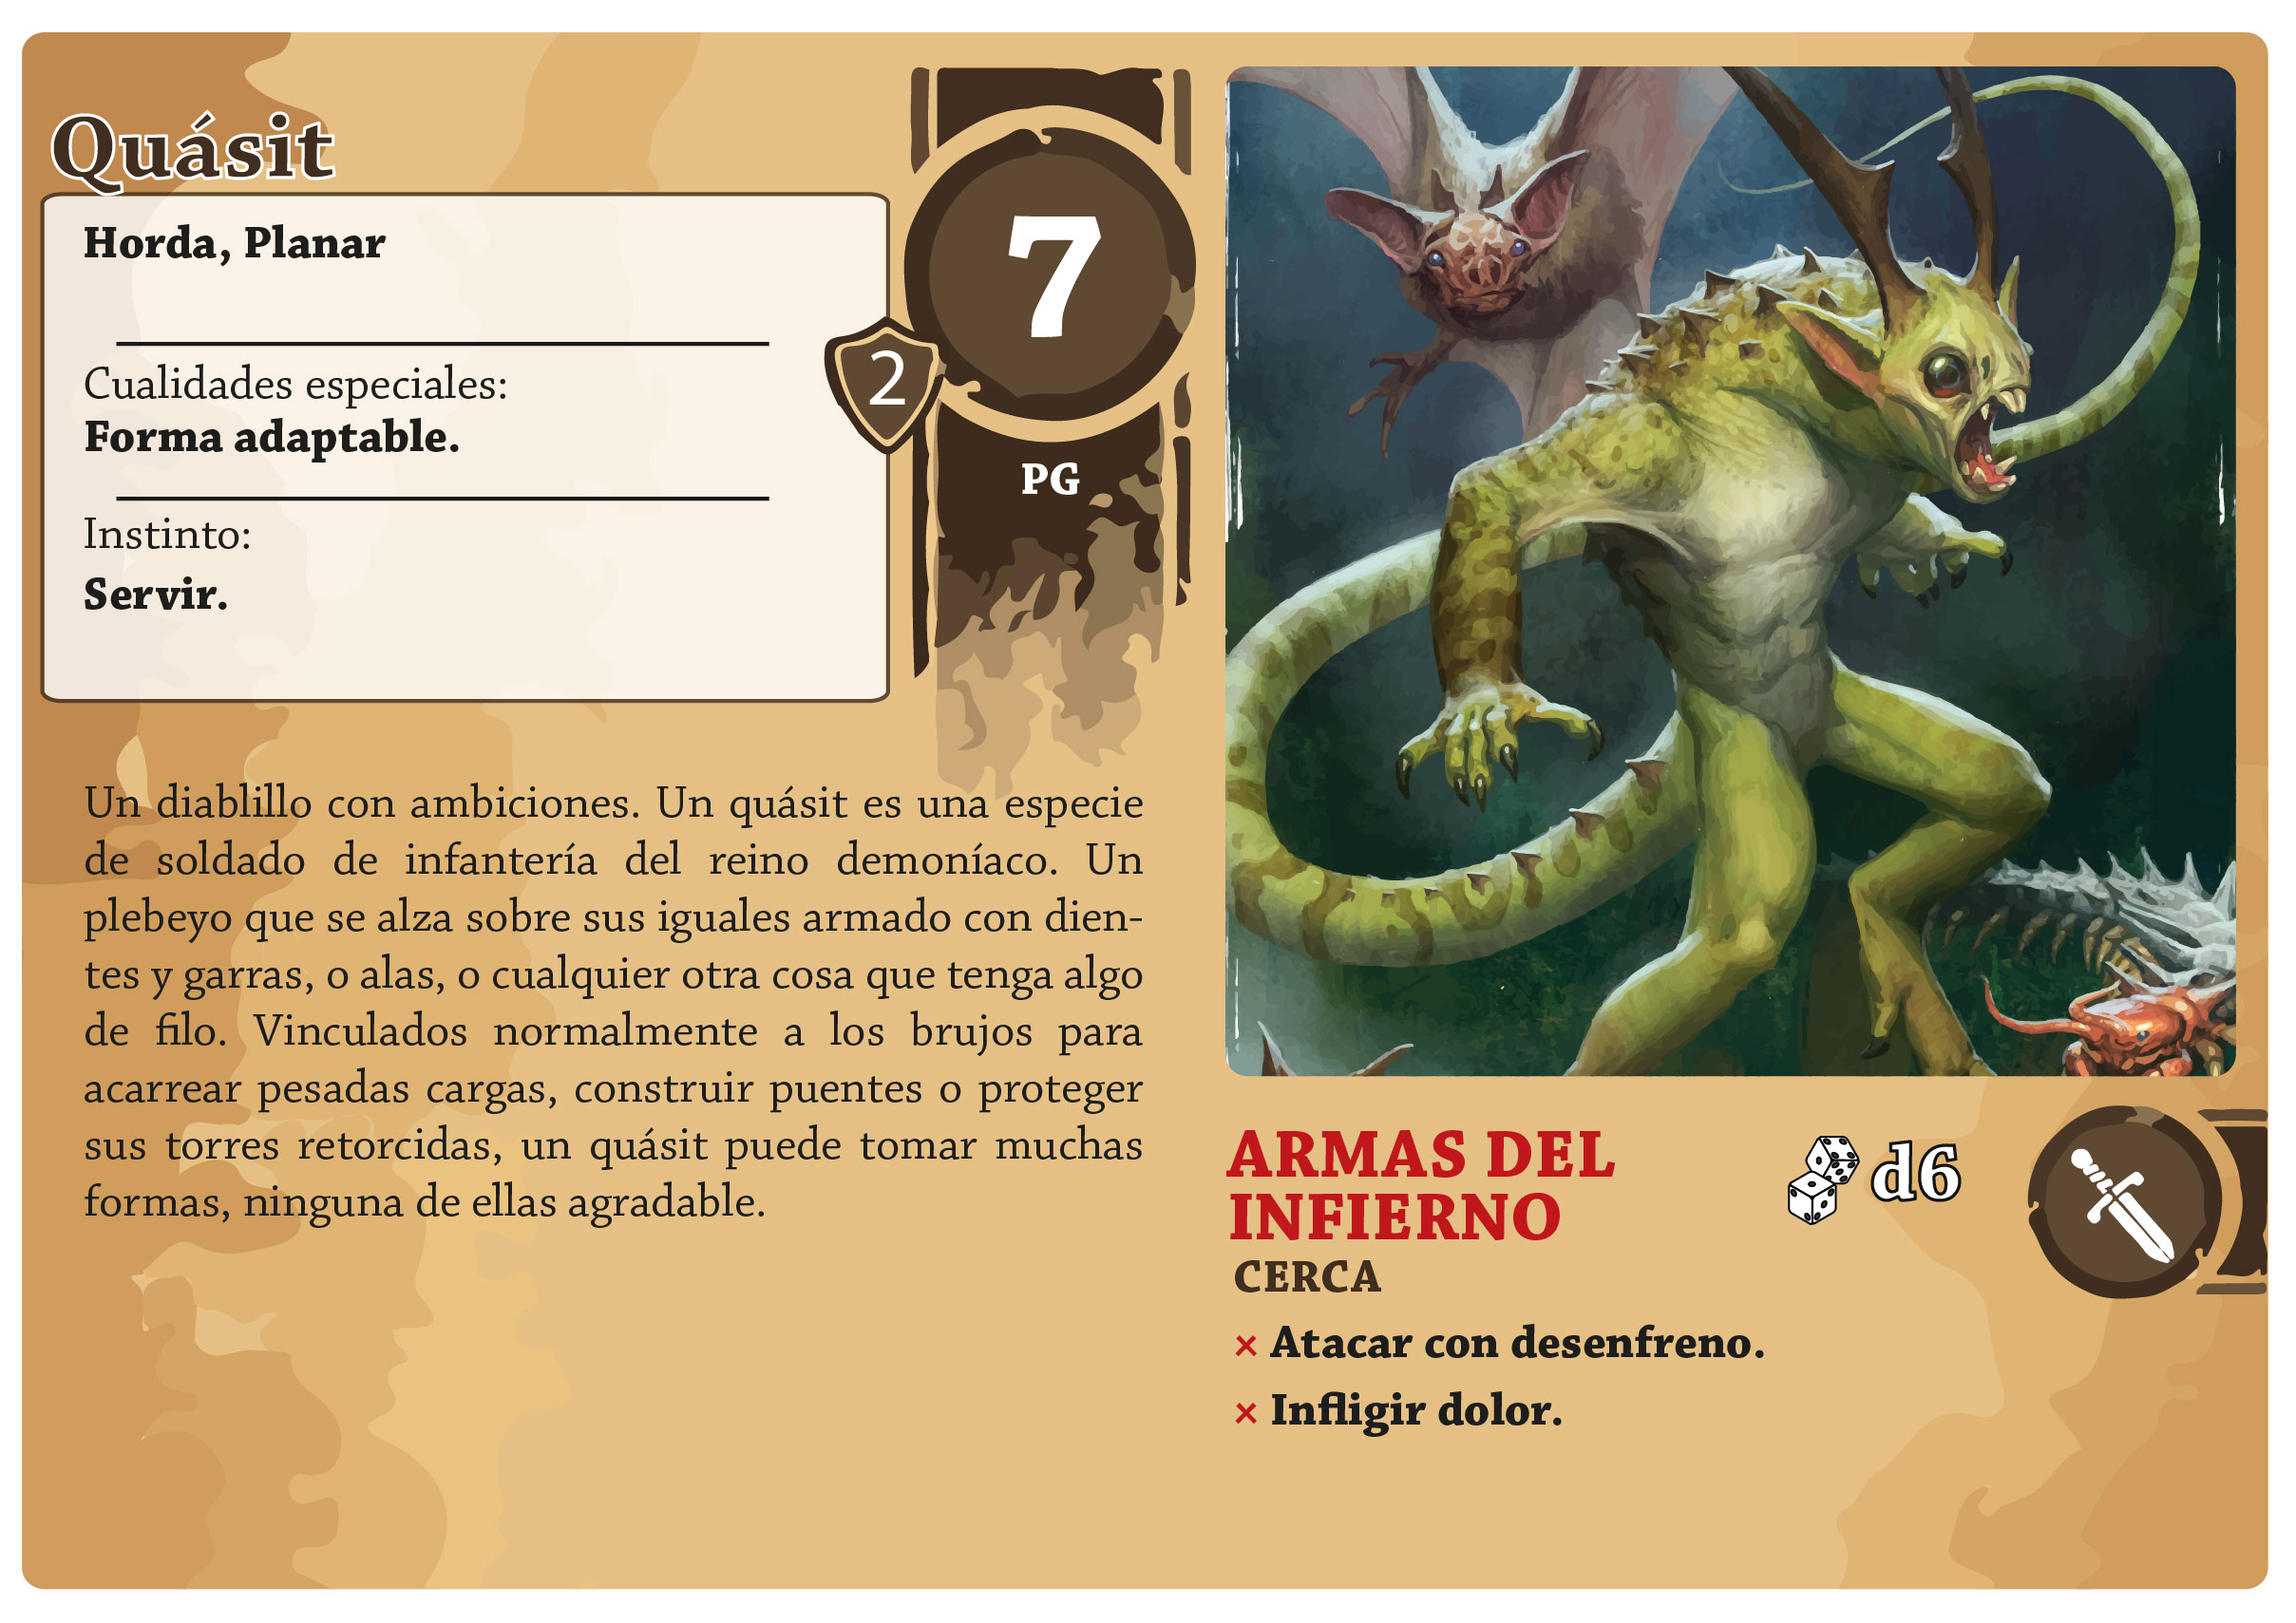 Quásit
Horda, Planar
Cualidades especiales:
Forma adaptable.
Instinto:
Servir.
2
7
PG
Un diablillo con ambiciones. Un quásit es una especie
de soldado de infantería del reino demoníaco. Un
plebeyo que se alza sobre sus iguales armado con dien-
tes y garras, o alas, o cualquier otra cosa que tenga algo
de filo. Vinculados normalmente a los brujos para
acarrear pesadas cargas, construir puentes o proteger
sus torres retorcidas, un quásit puede tomar muchas
formas, ninguna de ellas agradable.
ARMAS DEL
INFIERNO
d6
CERCA
× Atacar con desenfreno.
× Infligir dolor.